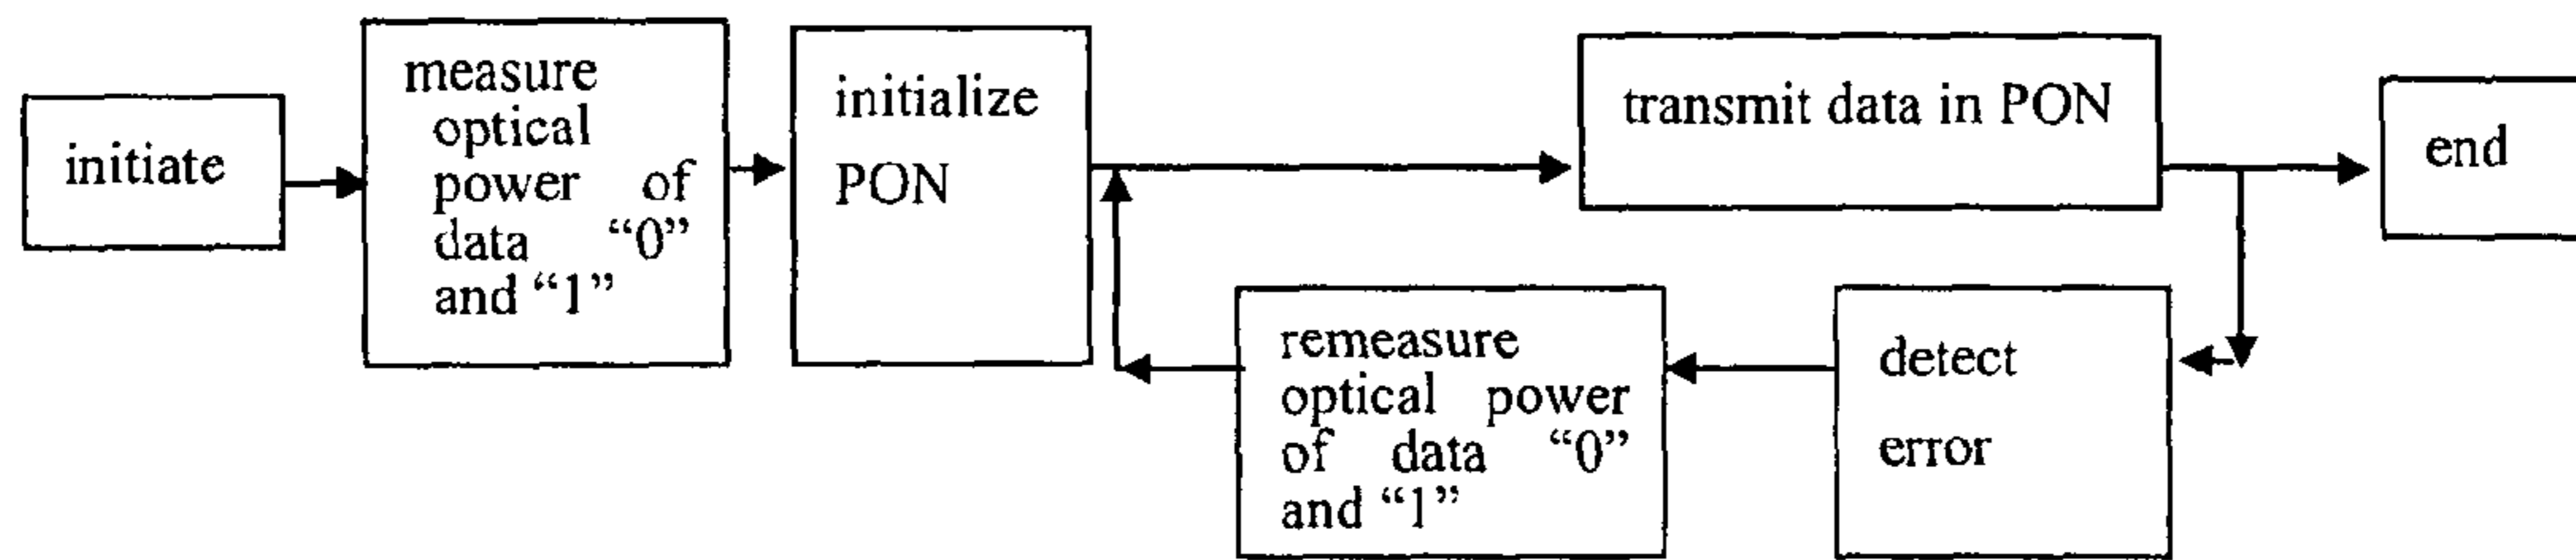 initiate
measure
optical
power of
data “0”
and “1”
initialize
PON
transmit data in PON
end
remeasure
optical power
of data “0”
and “1”
detect
error